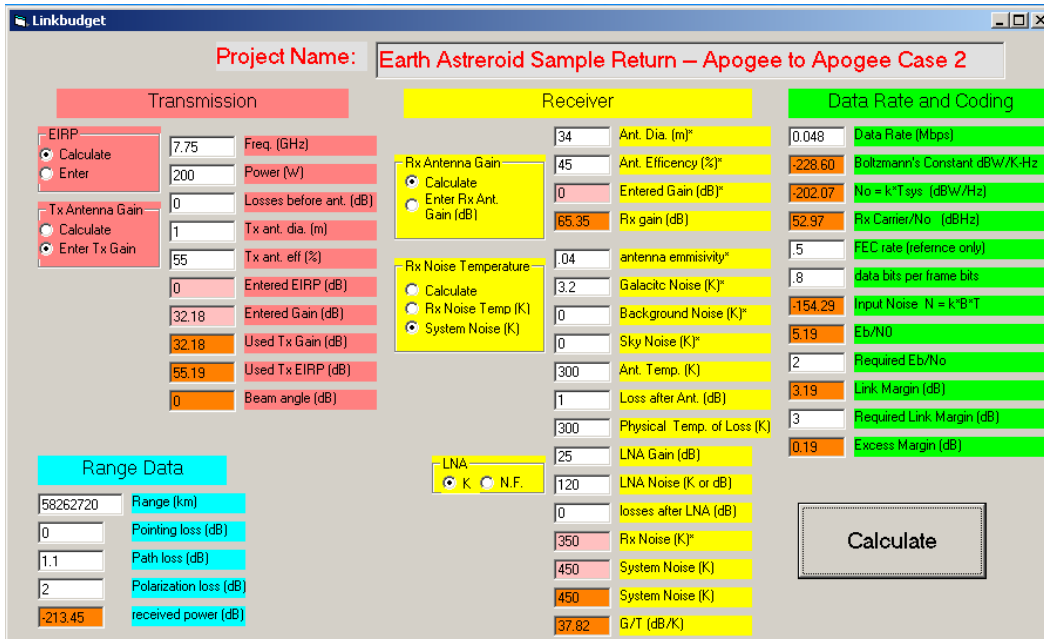 Linkbudget
Project Name: Earth Astreroid Sample Return – Apogee to Apogee Case 2
Transmission
EIRP
Calculate
Enter
Tx Antenna Gain
Calculate
Enter Tx Gain
7.75 Freq. (GHz)
200 Power (W)
0 Losses before ant. (dB)
1 Tx ant. dia. (m)
55 Tx ant. eff (%)
0 Entered EIRP (dB)
32.18 Entered Gain (dB)
32.18 Used Tx Gain (dB)
55.19 Used Tx EIRP (dB)
0 Beam angle (dB)
Range Data
58262720 Range (km)
0 Pointing loss (dB)
1.1 Path loss (dB)
2 Polarization loss (dB)
-213.45 received power (dB)
Receiver
Rx Antenna Gain
Calculate
Enter Rx Ant.
Gain (dB)
Rx Noise Temperature
Calculate
Rx Noise Temp (K)
System Noise (K)
LNA
K N.F.
34 Ant. Dia. (m)*
45 Ant. Efficency (%)*
0 Entered Gain (dB)*
65.35 Rx gain (dB)
.04 antenna emmisivity*
3.2 Galacitc Noise (K)*
0 Background Noise (K)*
0 Sky Noise (K)*
300 Ant. Temp. (K)
1 Loss after Ant. (dB)
300 Physical Temp. of Loss (K)
25 LNA Gain (dB)
120 LNA Noise (K or dB)
0 losses after LNA (dB)
350 Rx Noise (K)*
450 System Noise (K)
450 System Noise (K)
37.82 G/T (dB/K)
Data Rate and Coding
0.048 Data Rate (Mbps)
-228.60 Boltzmann's Constant dBW/K-Hz
-202.07 No = k*Tsys (dBW/Hz)
52.97 Rx Carrier/No (dBHz)
.5 FEC rate (refernce only)
.8 data bits per frame bits
-154.29 Input Noise N = k*B*T
5.19 Eb/N0
2 Required Eb/No
3.19 Link Margin (dB)
3 Required Link Margin (dB)
0.19 Excess Margin (dB)
Calculate